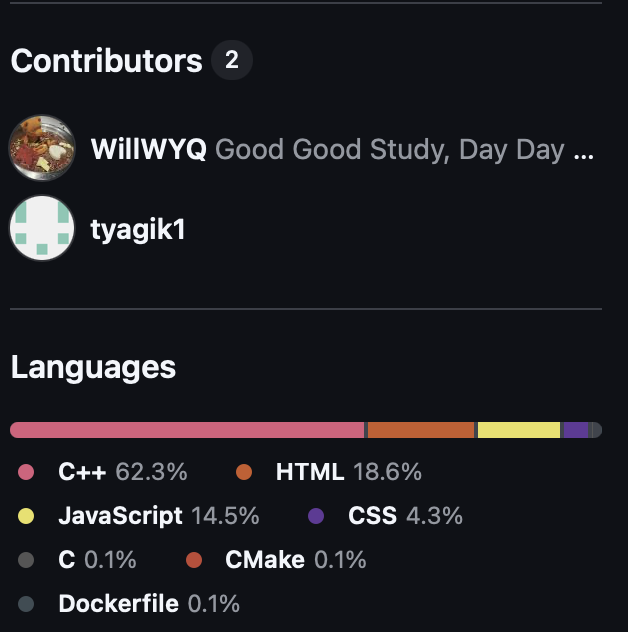 Contributors 2
WillWYQ Good Good Study, Day Day ...
tyagik1
Languages
C++ 62.3% HTML 18.6%
JavaScript 14.5% CSS 4.3%
C 0.1% CMake 0.1%
Dockerfile 0.1%